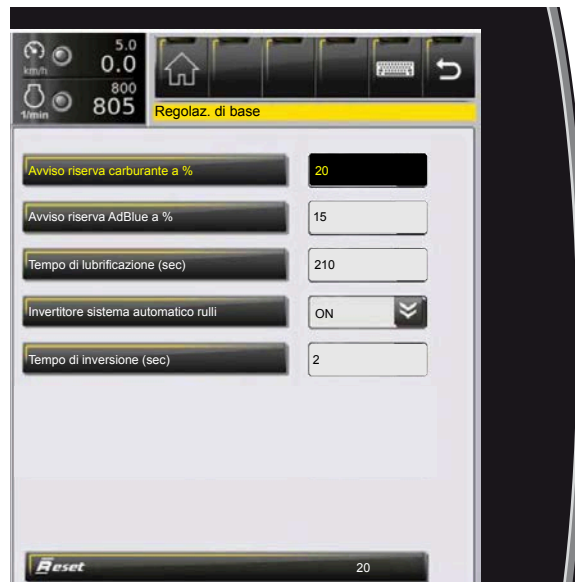 5.0
km/h 0.0
800
1/min 805
Regolaz. di base
Avviso riserva carburante a % 20
Avviso riserva AdBlue a % 15
Tempo di lubrificazione (sec) 210
Invertitore sistema automatico rulli ON
Tempo di inversione (sec) 2
Reset 20